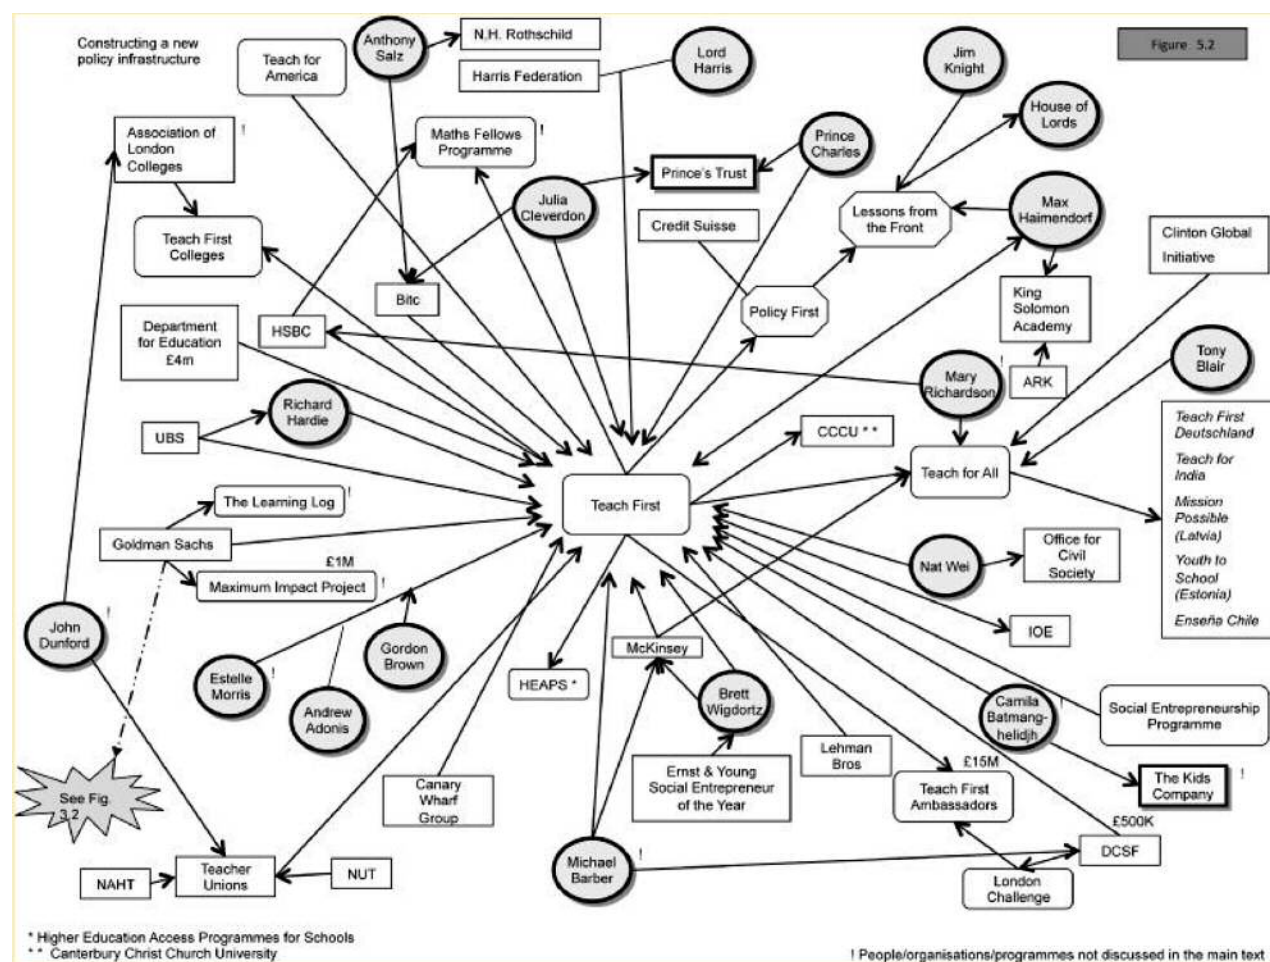 Constructing a new
policy infrastructure
Teach for
America
Anthony
Salz
N.H. Rothschild
Harris Federation
Lord
Harris
Jim
Knight
Figure 5.2
House of
Lords
Association of
London
Colleges
!
Maths Fellows
Programme
!
Prince
Charles
Prince's Trust
Julia
Cleverdon
Credit Suisse
Lessons from
the Front
Max
Haimendorf
Clinton Global
Initiative
Teach First
Colleges
Bitc
Policy First
King
Solomon
Academy
Department
for Education
£4m
HSBC
Mary
Richardson
!
ARK
Tony
Blair
Richard
Hardie
UBS
CCCU * *
Teach for All
Teach First
Deutschland
Teach for
India
Mission
Possible
(Latvia)
Youth to
School
(Estonia)
Enseña Chile
Teach First
The Learning Log
!
Goldman Sachs
£1M
Maximum Impact Project
!
Nat Wei
Office for
Civil
Society
John
Dunford
!
Gordon
Brown
McKinsey
IOE
Estelle
Morris
!
HEAPS *
Andrew
Adonis
Brett
Wigdortz
Camila
Batmang-
helidjh
!
Social Entrepreneurship
Programme
Lehman
Bros
Ernst & Young
Social Entrepreneur
of the Year
£15M
Teach First
Ambassadors
The Kids
Company
!
See Fig.
3.2
Canary
Wharf
Group
£500K
DCSF
Michael
Barber
!
London
Challenge
Teacher
Unions
NAHT
NUT
* Higher Education Access Programmes for Schools
* * Canterbury Christ Church University
! People/organisations/programmes not discussed in the main text